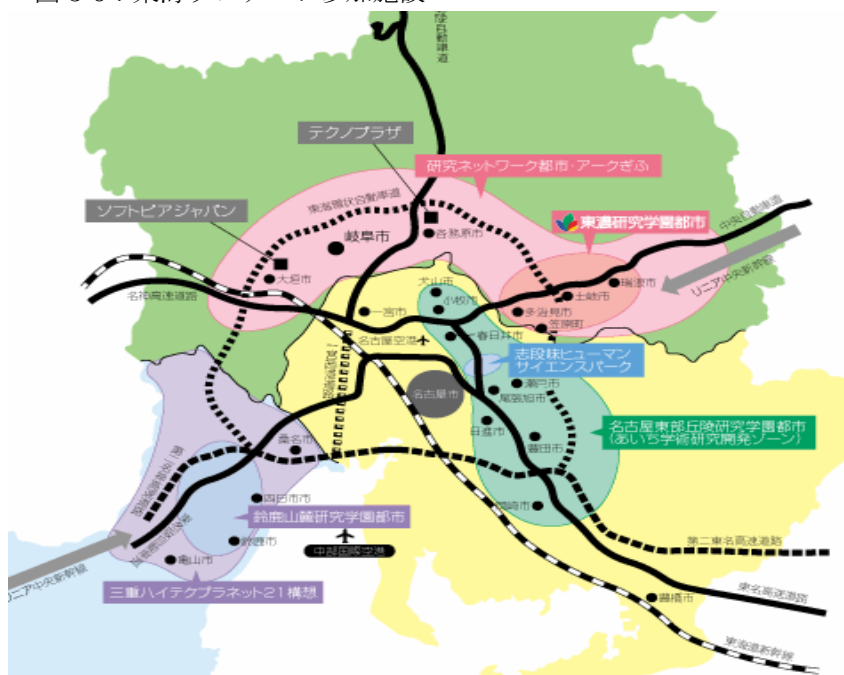 テクノプラザ
研究ネットワーク都市・アークぎふ
東海環状自動車道
ソフトピアジャパン
岐阜市
各務原市
東濃研究学園都市
中央自動車道
大垣市
瑞浪市
土岐市
リニア中央新幹線
名神高速道路
犬山市
小牧市
一宮市
多治見市
笠原町
春日井市
名古屋空港
志段味ヒューマン
サイエンスパーク
瀬戸市
名古屋市
尾張旭市
日進市
名古屋東部丘陵研究学園都市
(あいち学術研究開発ゾーン)
桑名市
豊田市
四日市市
岡崎市
鈴鹿山麓研究学園都市
鈴鹿市
中部国際空港
第二東名高速道路
亀山市
リニア中央新幹線
三重ハイテクプラネット21構想
東名高速道路
豊橋市
東海道新幹線